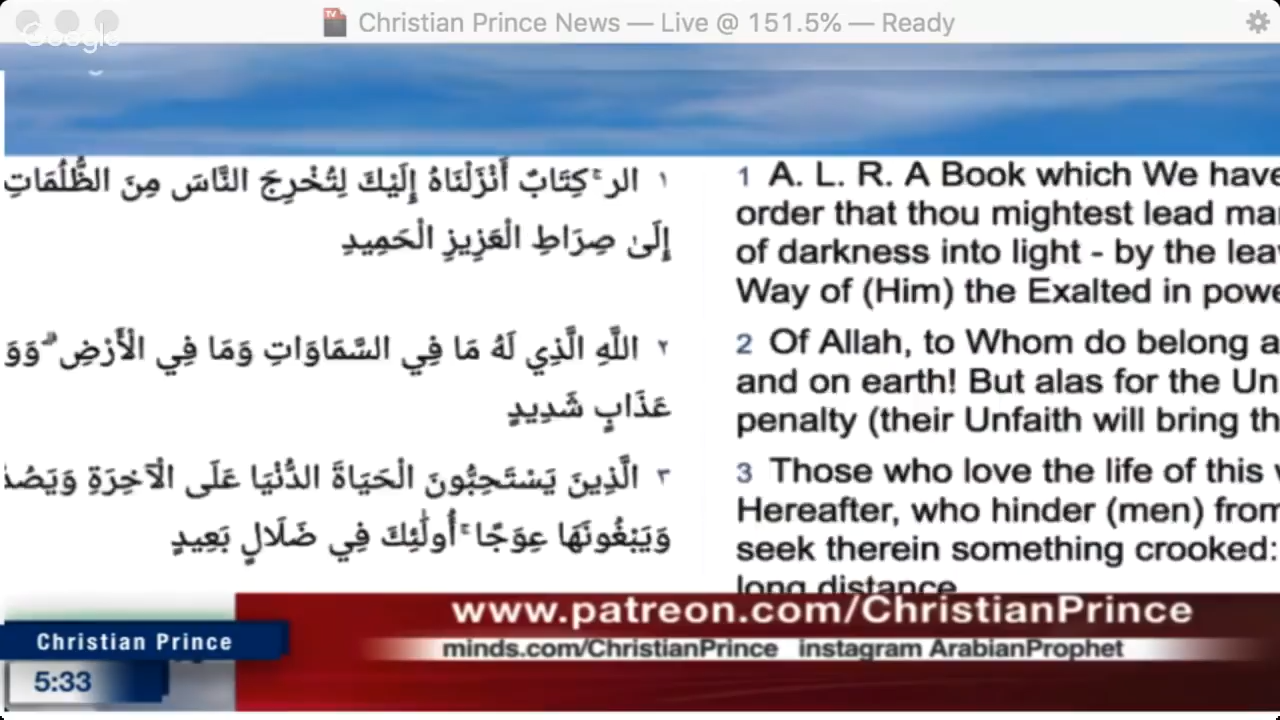 Christian Prince News — Live @ 151.5% — Ready
Google
١ الر ۚ كِتَابٌ أَنْزَلْنَاهُ إِلَيْكَ لِتُخْرِجَ النَّاسَ مِنَ الظُّلُمَاتِ
إِلَىٰ صِرَاطِ الْعَزِيزِ الْحَمِيدِ
٢ اللَّهِ الَّذِي لَهُ مَا فِي السَّمَاوَاتِ وَمَا فِي الْأَرْضِ ۗ وَوَ
عَذَابٍ شَدِيدٍ
٣ الَّذِينَ يَسْتَحِبُّونَ الْحَيَاةَ الدُّنْيَا عَلَى الْآخِرَةِ وَيَصُدُّ
وَيَبْغُونَهَا عِوَجًا ۚ أُولَٰئِكَ فِي ضَلَالٍ بَعِيدٍ
1 A. L. R. A Book which We have
order that thou mightest lead ma
of darkness into light - by the lea
Way of (Him) the Exalted in powe
2 Of Allah, to Whom do belong a
and on earth! But alas for the Un
penalty (their Unfaith will bring th
3 Those who love the life of this
Hereafter, who hinder (men) from
seek therein something crooked:
long distance
www.patreon.com/ChristianPrince
minds.com/ChristianPrince instagram ArabianProphet
Christian Prince
5:33